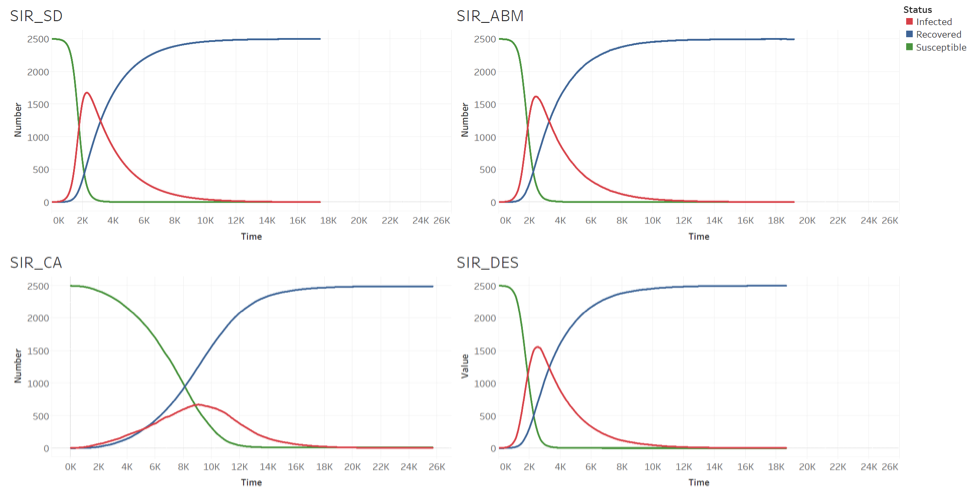 SIR_SD
SIR_ABM
Status
Infected
Recovered
Susceptible
2500
2000
1500
1000
500
0
Number
0K 2K 4K 6K 8K 10K 12K 14K 16K 18K 20K 22K 24K 26K
Time
2500
2000
1500
1000
500
0
Number
0K 2K 4K 6K 8K 10K 12K 14K 16K 18K 20K 22K 24K 26K
Time
SIR_CA
SIR_DES
2500
2000
1500
1000
500
0
Number
0K 2K 4K 6K 8K 10K 12K 14K 16K 18K 20K 22K 24K 26K
Time
2500
2000
1500
1000
500
0
Value
0K 2K 4K 6K 8K 10K 12K 14K 16K 18K 20K 22K 24K 26K
Time